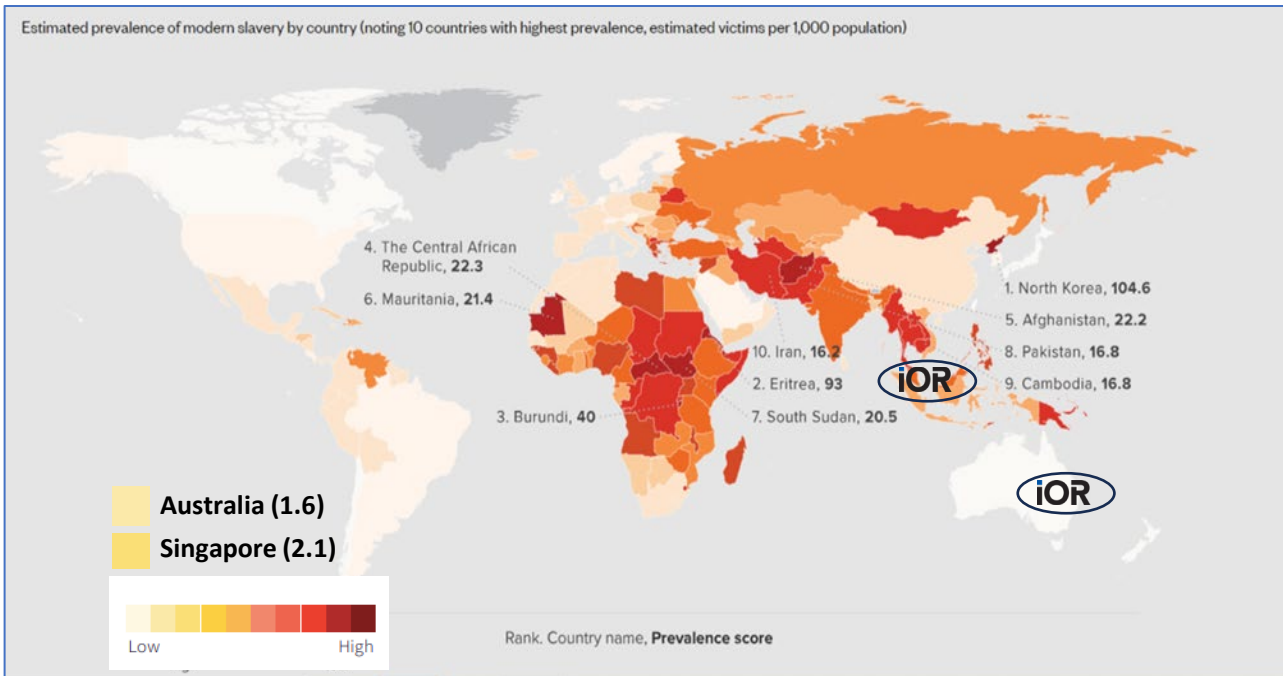 Estimated prevalence of modern slavery by country (noting 10 countries with highest prevalence, estimated victims per 1,000 population)
4. The Central African
Republic, 22.3
6. Mauritania, 21.4
3. Burundi, 40
10. Iran, 16.2
2. Eritrea, 93
7. South Sudan, 20.5
1. North Korea, 104.6
5. Afghanistan, 22.2
8. Pakistan, 16.8
9. Cambodia, 16.8
iOR
iOR
Australia (1.6)
Singapore (2.1)
Low High
Rank. Country name, Prevalence score